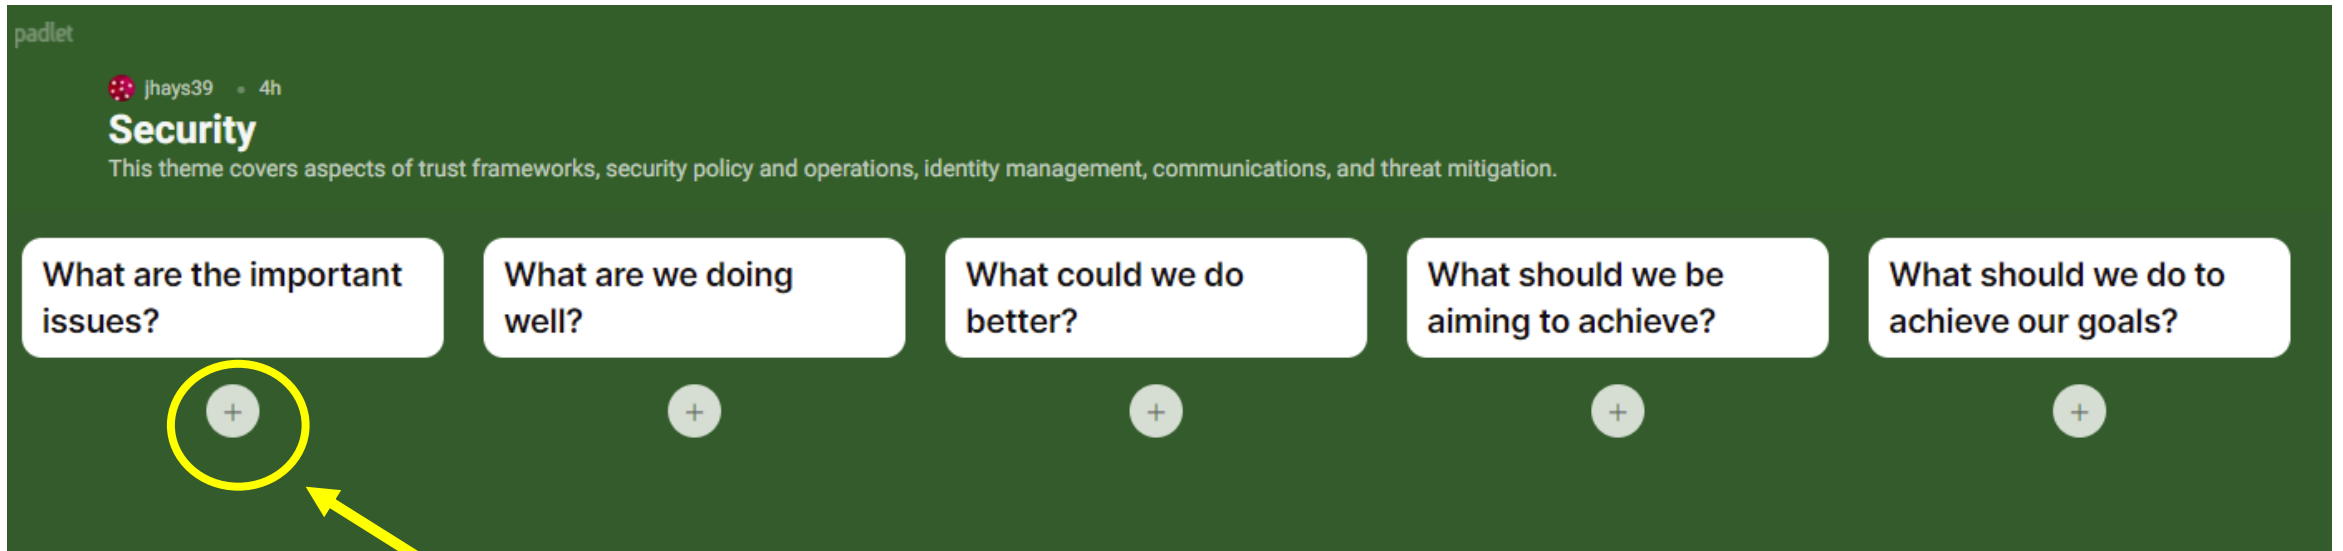 padlet
jhays39 • 4h
Security
This theme covers aspects of trust frameworks, security policy and operations, identity management, communications, and threat mitigation.
What are the important
issues?
What are we doing
well?
What could we do
better?
What should we be
aiming to achieve?
What should we do to
achieve our goals?
+ + + + +